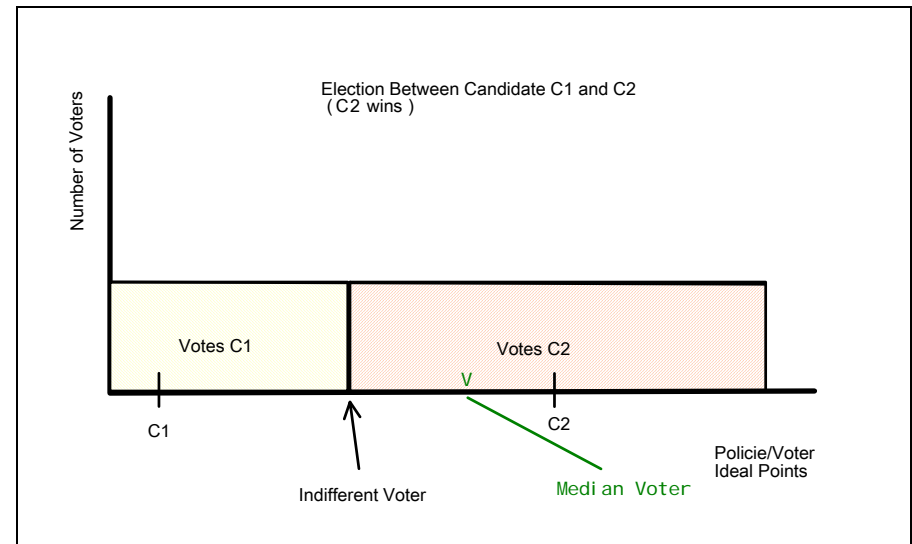 Election Between Candidate C1 and C2
( C2 wins )
Number of Voters
Votes C1
Votes C2
V
C1
C2
Policie/Voter
Ideal Points
Indifferent Voter
Median Voter